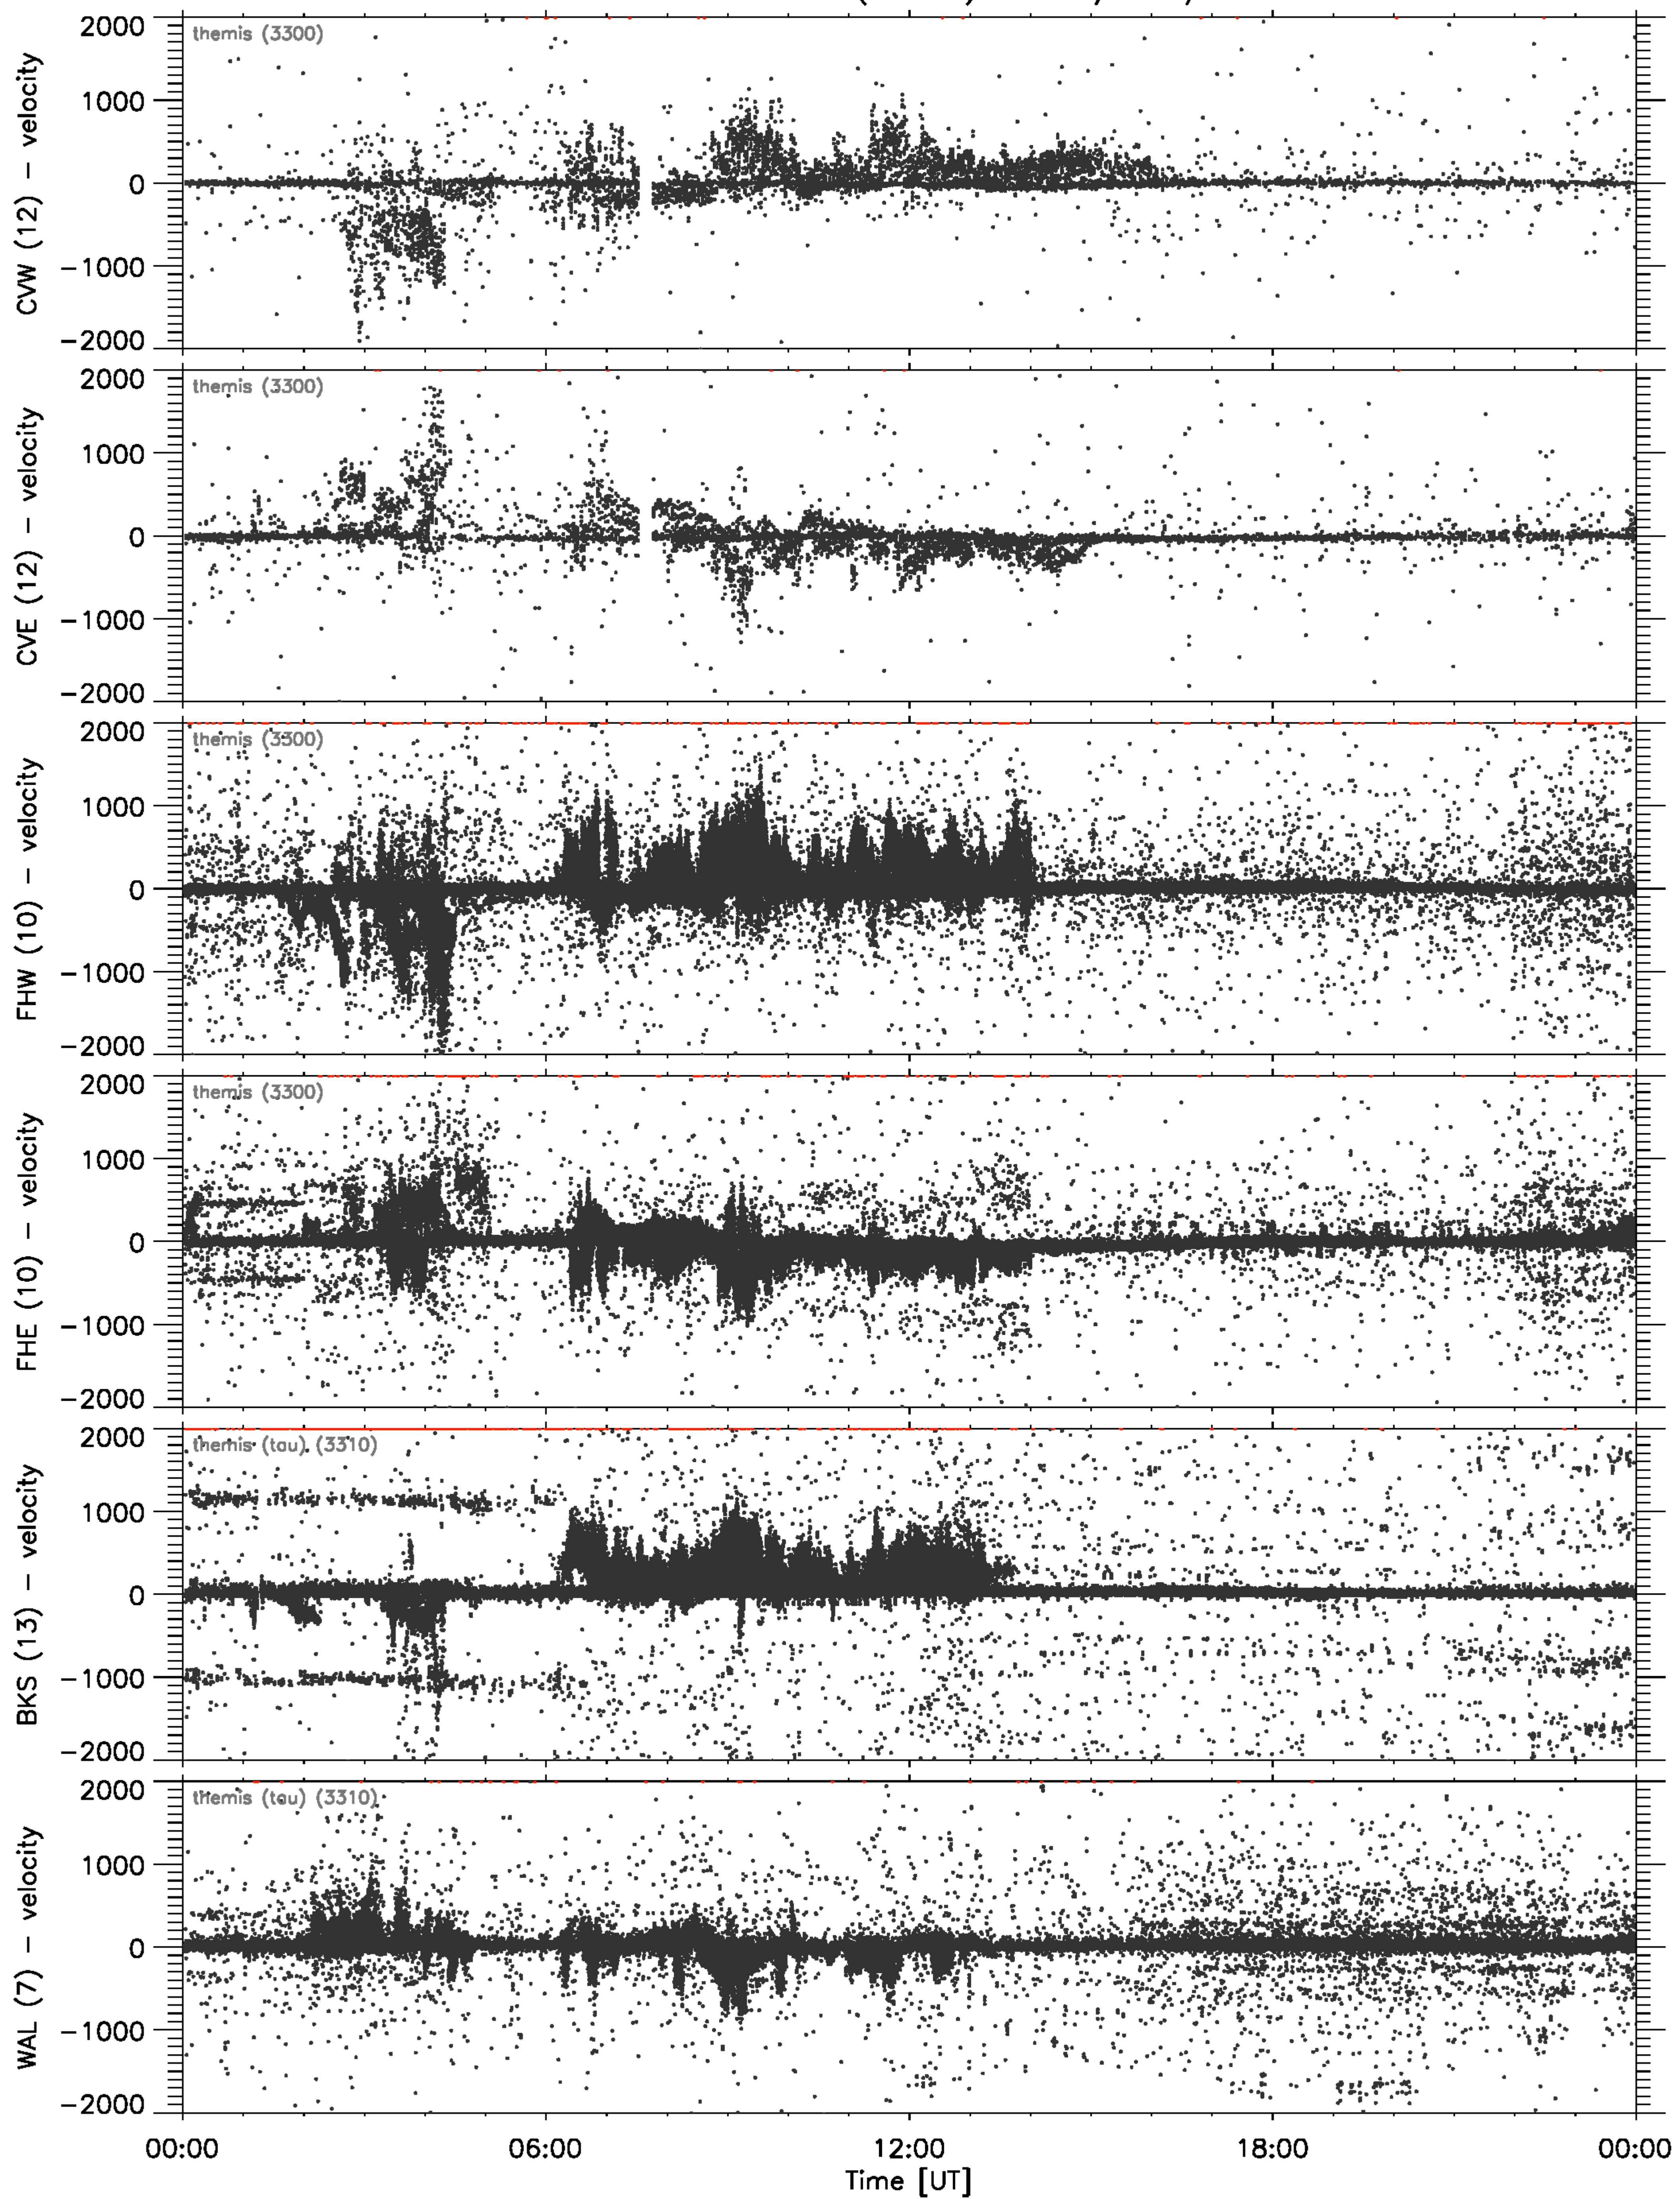 CVW (12) – velocity
2000
1000
0
−1000
−2000
themis (3300)
CVE (12) – velocity
2000
1000
0
−1000
−2000
themis (3300)
FHW (10) – velocity
2000
1000
0
−1000
−2000
themis (3300)
FHE (10) – velocity
2000
1000
0
−1000
−2000
themis (3300)
BKS (13) – velocity
2000
1000
0
−1000
−2000
themis (tau) (3310)
WAL (7) – velocity
2000
1000
0
−1000
−2000
themis (tau) (3310)
00:00 06:00 12:00 18:00 00:00
Time [UT]